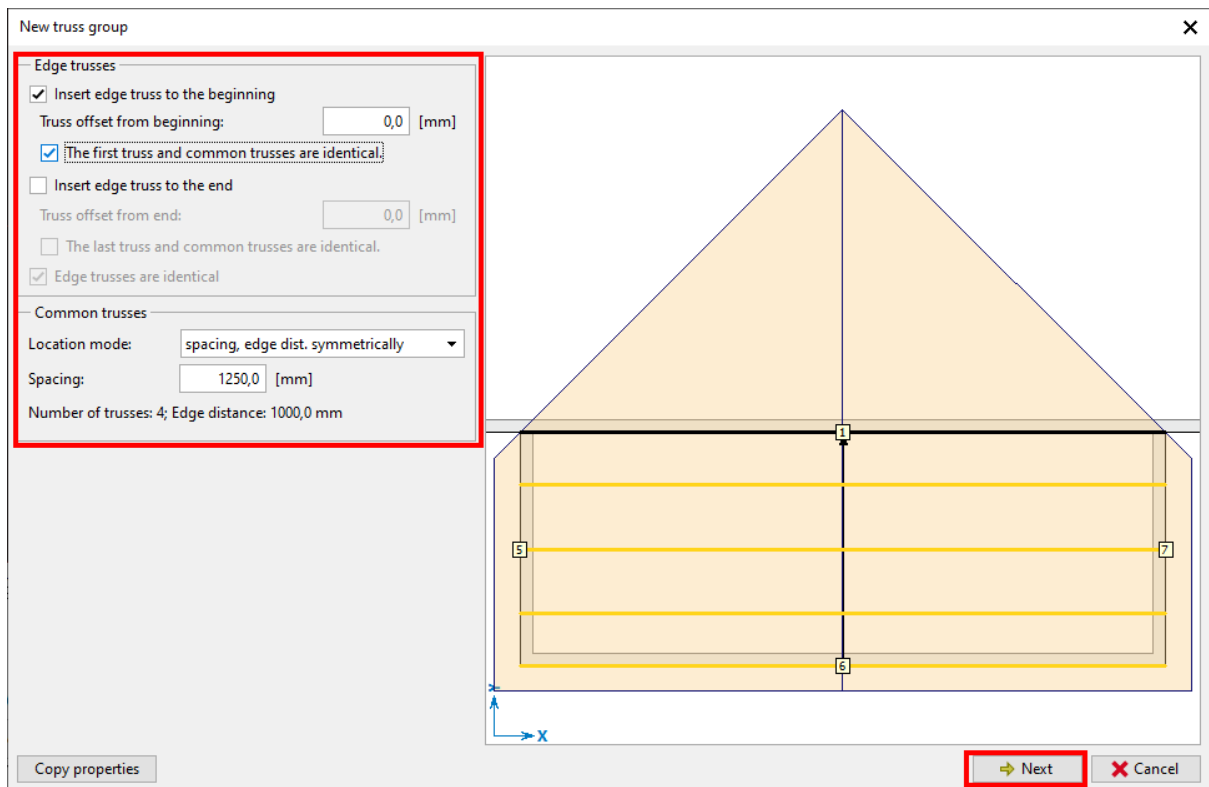 New truss group
Edge trusses
Insert edge truss to the beginning
Truss offset from beginning: 0,0 [mm]
The first truss and common trusses are identical.
Insert edge truss to the end
Truss offset from end: 0,0 [mm]
The last truss and common trusses are identical.
Edge trusses are identical
Common trusses
Location mode: spacing, edge dist. symmetrically
Spacing: 1250,0 [mm]
Number of trusses: 4; Edge distance: 1000,0 mm
1
5
7
6
X
Copy properties
Next
Cancel